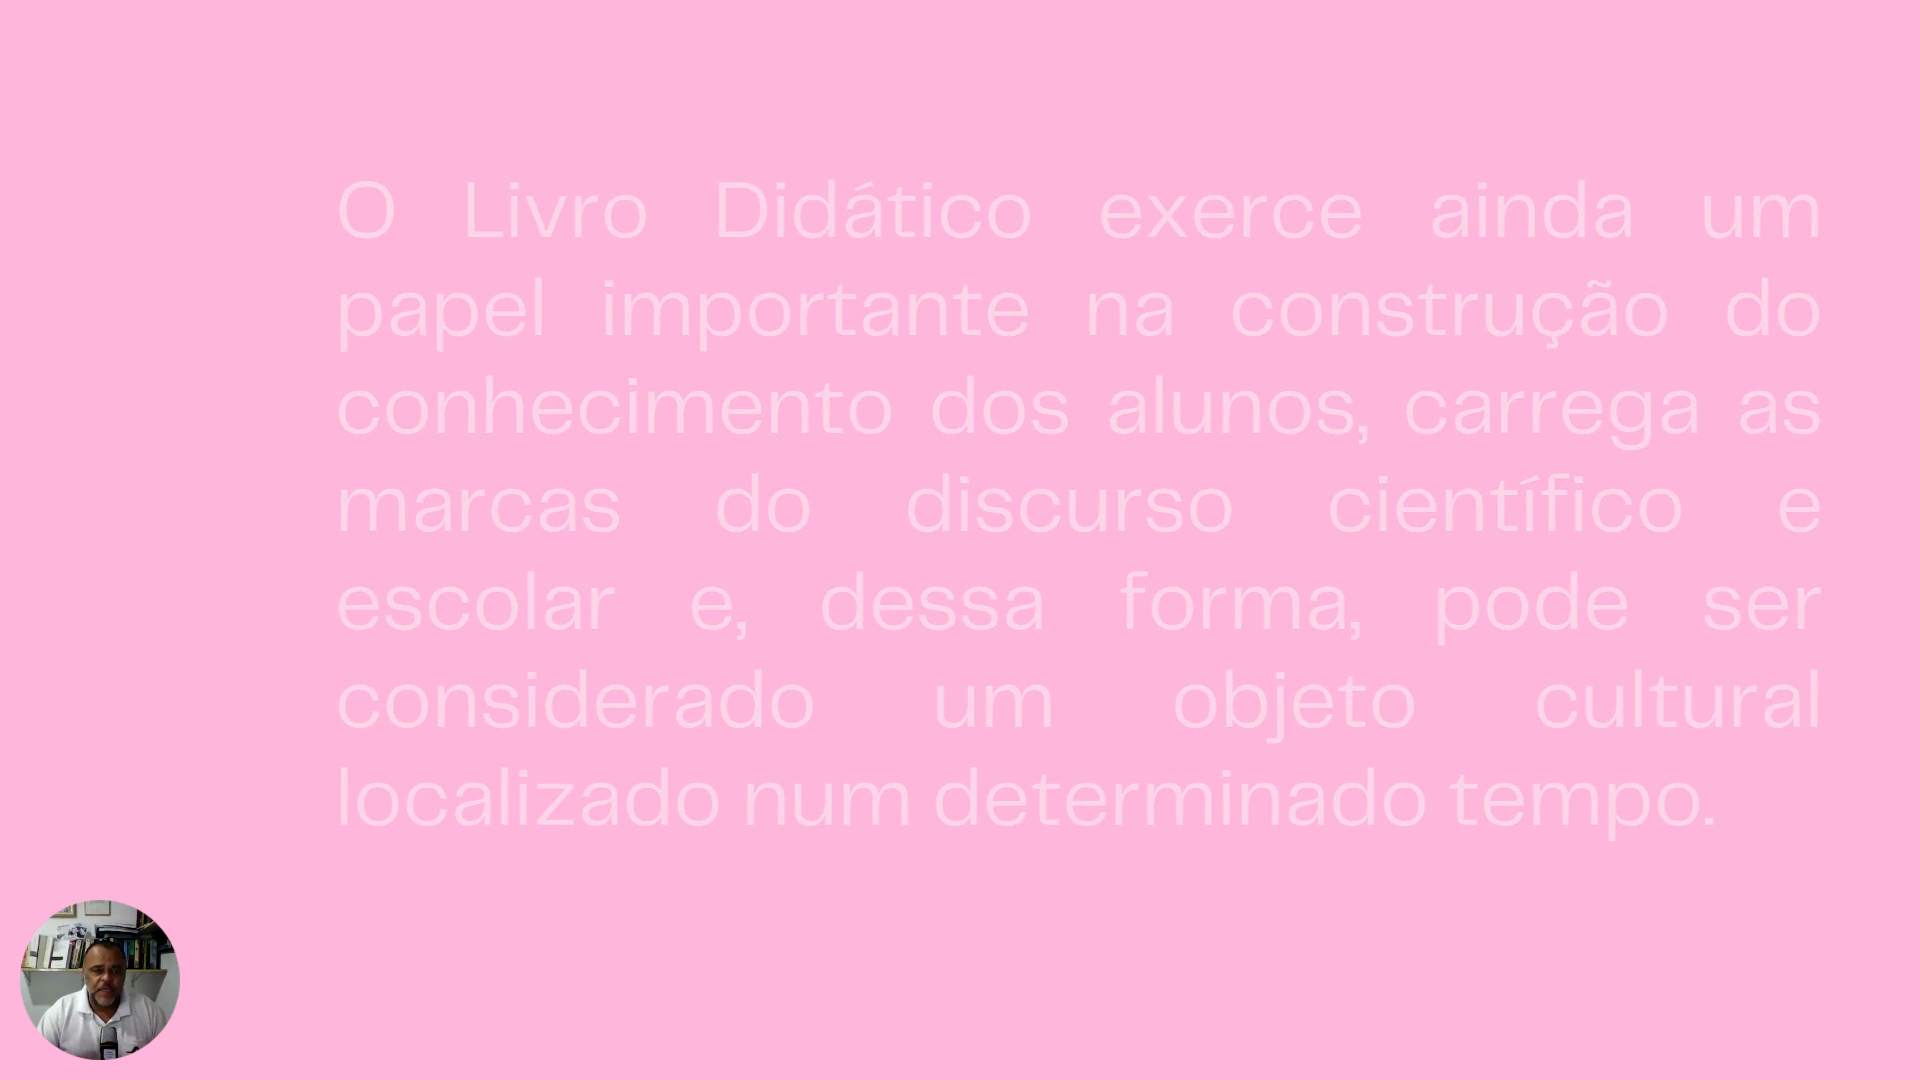 O Livro Didático exerce ainda um
papel importante na construção do
conhecimento dos alunos, carrega as
marcas do discurso científico e
escolar e, dessa forma, pode ser
considerado um objeto cultural
localizado num determinado tempo.